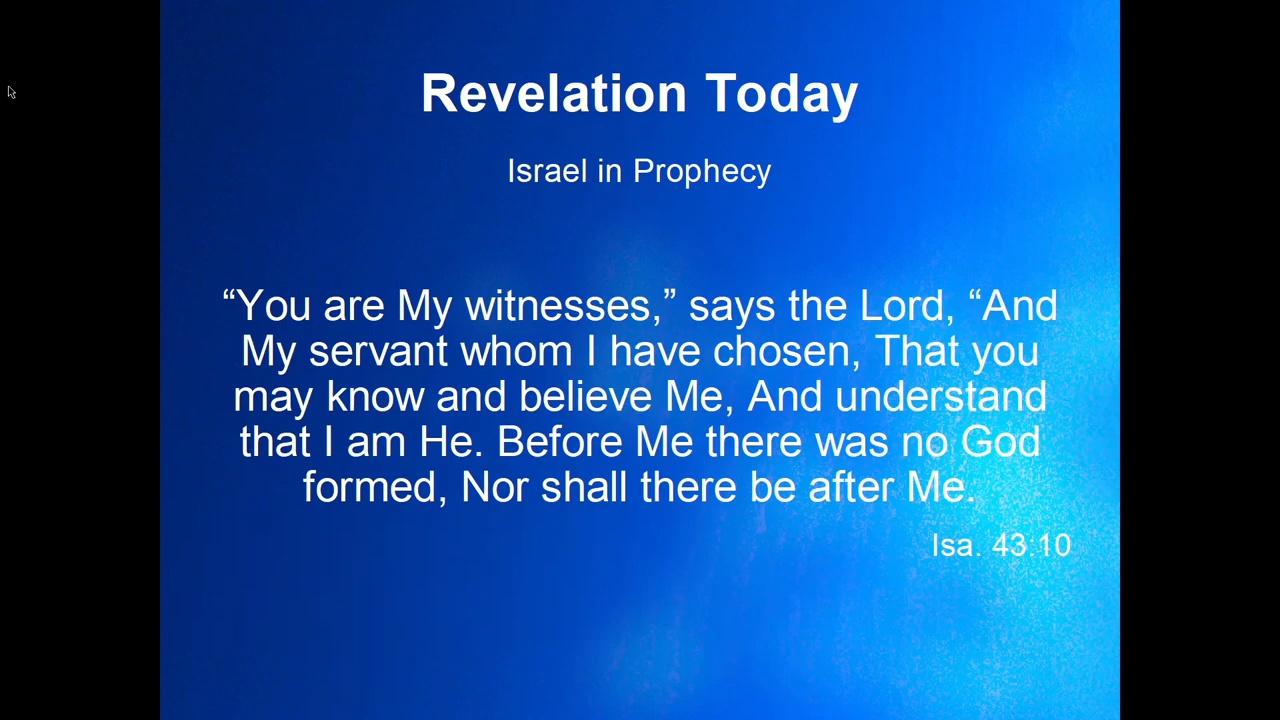 Revelation Today
Israel in Prophecy
“You are My witnesses,” says the Lord, “And
My servant whom I have chosen, That you
may know and believe Me, And understand
that I am He. Before Me there was no God
formed, Nor shall there be after Me.
Isa. 43:10